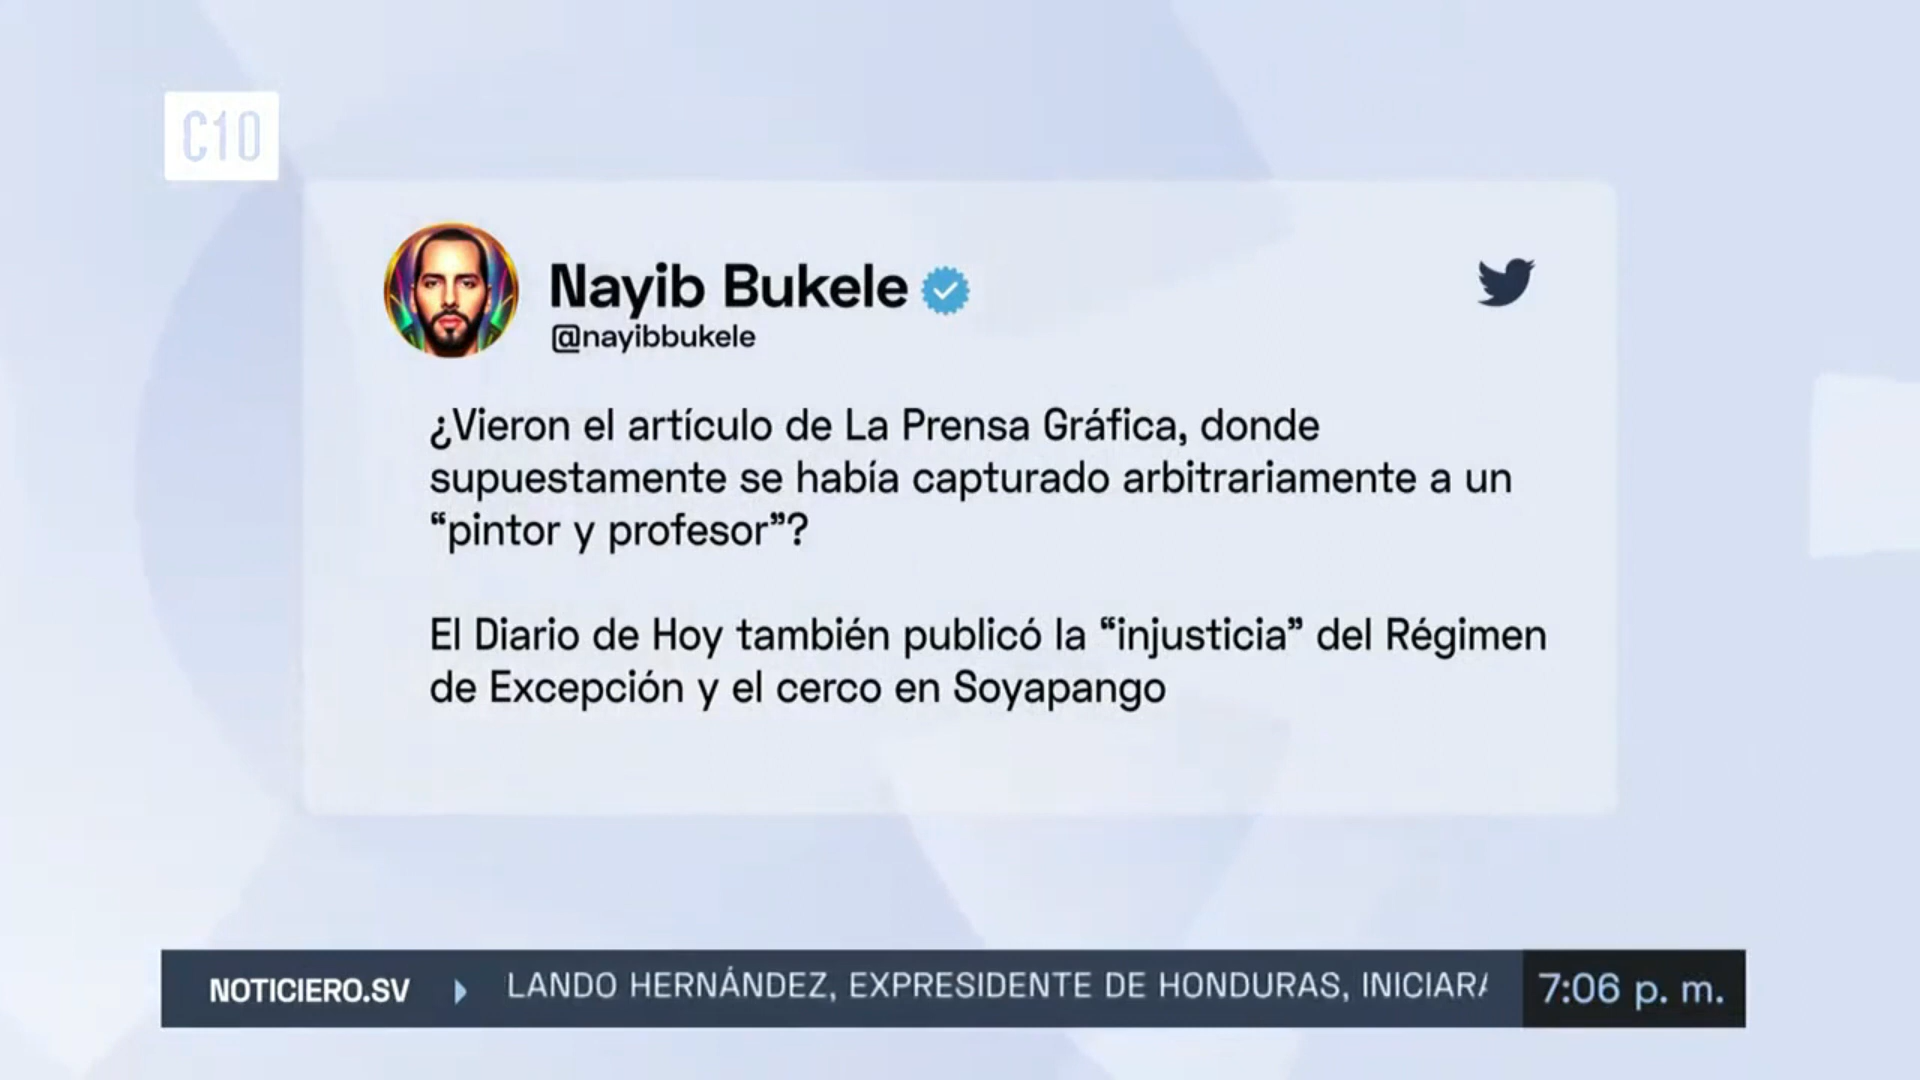 C10
Nayib Bukele
@nayibbukele
¿Vieron el artículo de La Prensa Gráfica, donde
supuestamente se había capturado arbitrariamente a un
“pintor y profesor”?
El Diario de Hoy también publicó la “injusticia” del Régimen
de Excepción y el cerco en Soyapango
NOTICIERO.SV LANDO HERNÁNDEZ, EXPRESIDENTE DE HONDURAS, INICIARÁ 7:06 p. m.